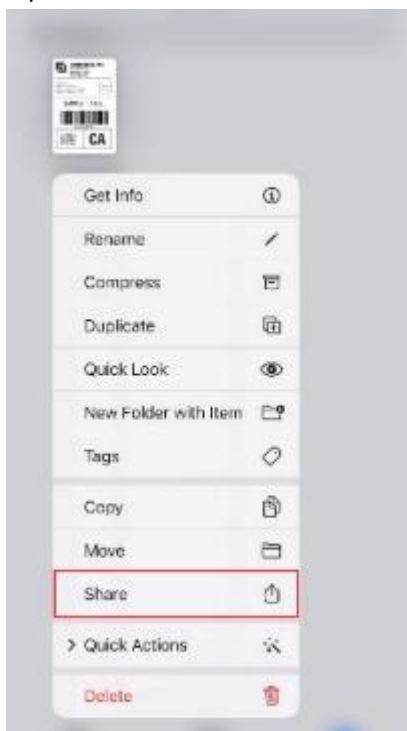 CA
Get Info
Rename
Compress
Duplicate
Quick Look
New Folder with Item
Tags
Copy
Move
Share
Quick Actions
Delete